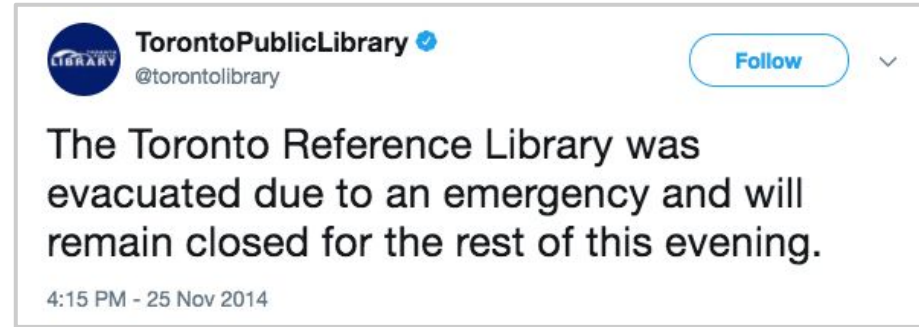 TorontoPublicLibrary
@torontolibrary
Follow
LIBRARY
The Toronto Reference Library was
evacuated due to an emergency and will
remain closed for the rest of this evening.
4:15 PM - 25 Nov 2014